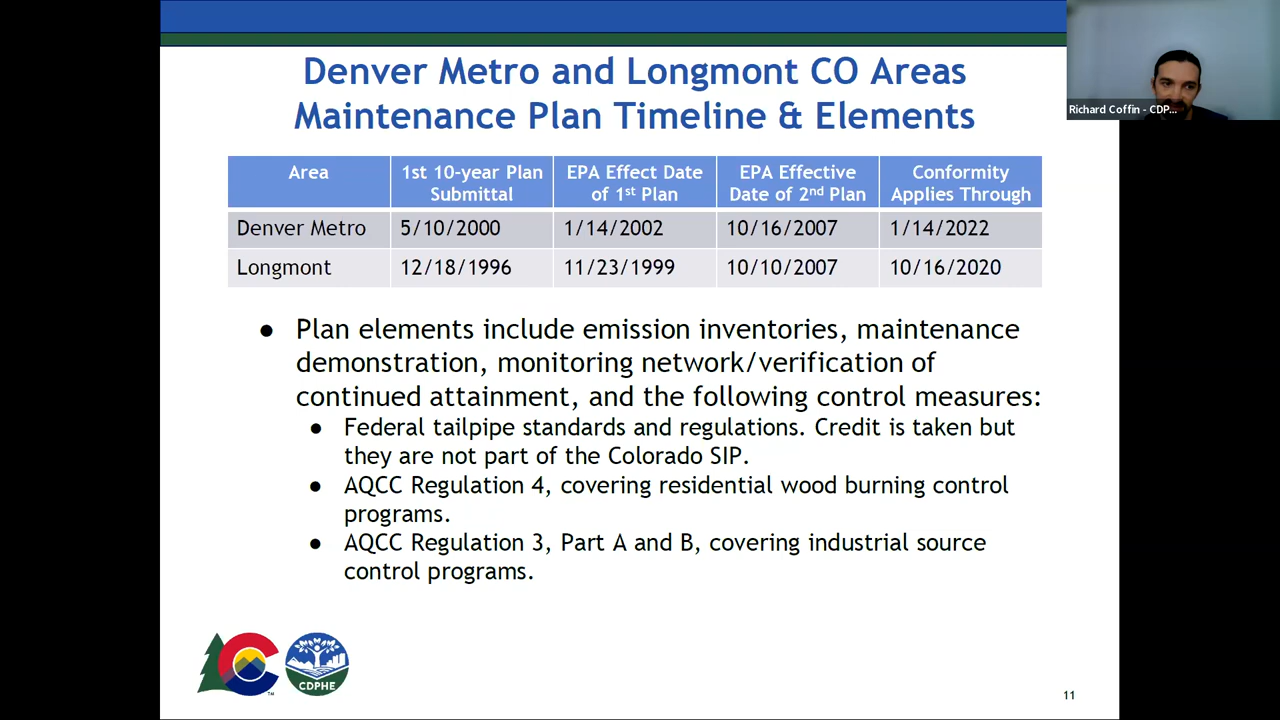 Denver Metro and Longmont CO Areas
Maintenance Plan Timeline & Elements
Richard Coffin - CDP...
Area
1st 10-year Plan
Submittal
EPA Effect Date
of 1st Plan
EPA Effective
Date of 2nd Plan
Conformity
Applies Through
Denver Metro 5/10/2000 1/14/2002 10/16/2007 1/14/2022
Longmont 12/18/1996 11/23/1999 10/10/2007 10/16/2020
● Plan elements include emission inventories, maintenance
demonstration, monitoring network/verification of
continued attainment, and the following control measures:
● Federal tailpipe standards and regulations. Credit is taken but
they are not part of the Colorado SIP.
● AQCC Regulation 4, covering residential wood burning control
programs.
● AQCC Regulation 3, Part A and B, covering industrial source
control programs.
TM
CDPHE
11